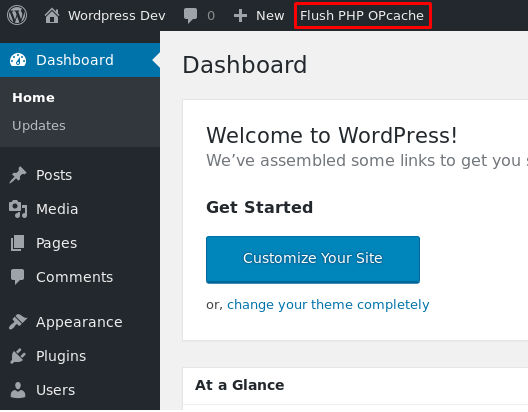 Wordpress Dev 0 New Flush PHP OPcache
Dashboard
Home
Updates
Posts
Media
Pages
Comments
Appearance
Plugins
Users
Dashboard
Welcome to WordPress!
We’ve assembled some links to get you s
Get Started
Customize Your Site
or, change your theme completely
At a Glance